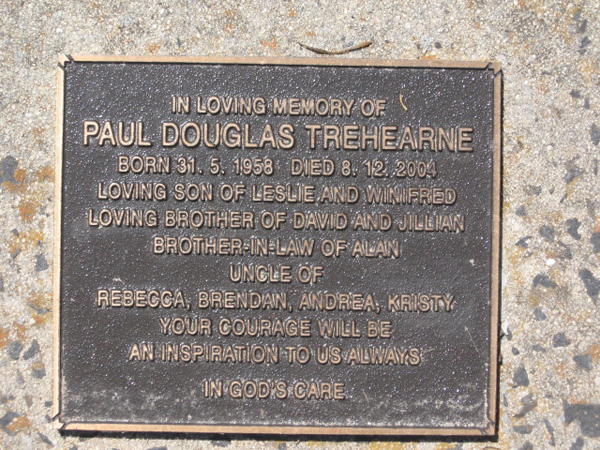 IN LOVING MEMORY OF
PAUL DOUGLAS TREHEARNE
BORN 31. 5. 1958 DIED 8. 12. 2004
LOVING SON OF LESLIE AND WINIFRED
LOVING BROTHER OF DAVID AND JILLIAN
BROTHER-IN-LAW OF ALAN
UNCLE OF
REBECCA, BRENDAN, ANDREA, KRISTY
YOUR COURAGE WILL BE
AN INSPIRATION TO US ALWAYS
IN GOD'S CARE